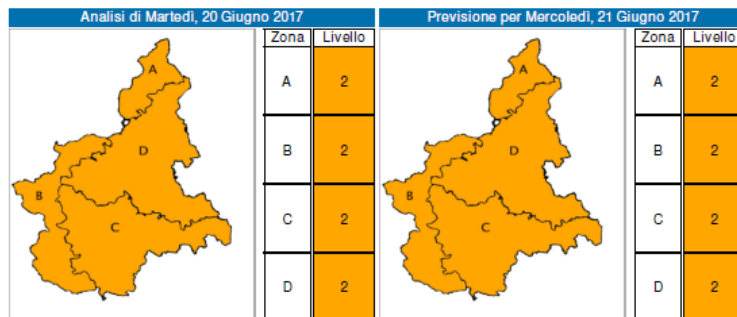 Analisi di Martedì, 20 Giugno 2017
Zona Livello
A 2
B 2
C 2
D 2
A
D
B
C
Previsione per Mercoledì, 21 Giugno 2017
Zona Livello
A 2
B 2
C 2
D 2
A
D
B
C